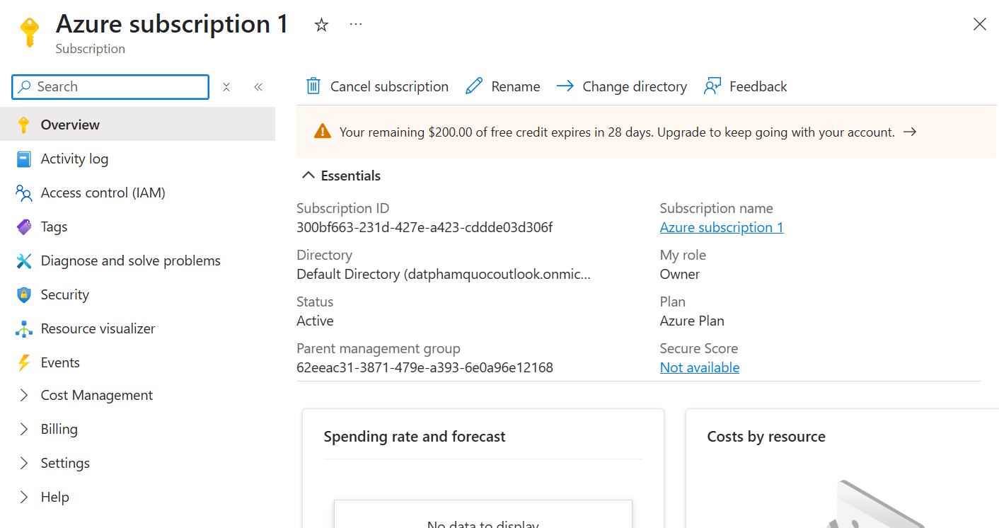 Azure subscription 1
Subscription
Search
Overview
Activity log
Access control (IAM)
Tags
Diagnose and solve problems
Security
Resource visualizer
Events
Cost Management
Billing
Settings
Help
Cancel subscription
Rename
Change directory
Feedback
Your remaining $200.00 of free credit expires in 28 days. Upgrade to keep going with your account.
Essentials
Subscription ID
300bf663-231d-427e-a423-cddde03d306f
Directory
Default Directory (datphamquocoutlook.onmic...
Status
Active
Parent management group
62eeac31-3871-479e-a393-6e0a96e12168
Subscription name
Azure subscription 1
My role
Owner
Plan
Azure Plan
Secure Score
Not available
Spending rate and forecast
No data to display
Costs by resource